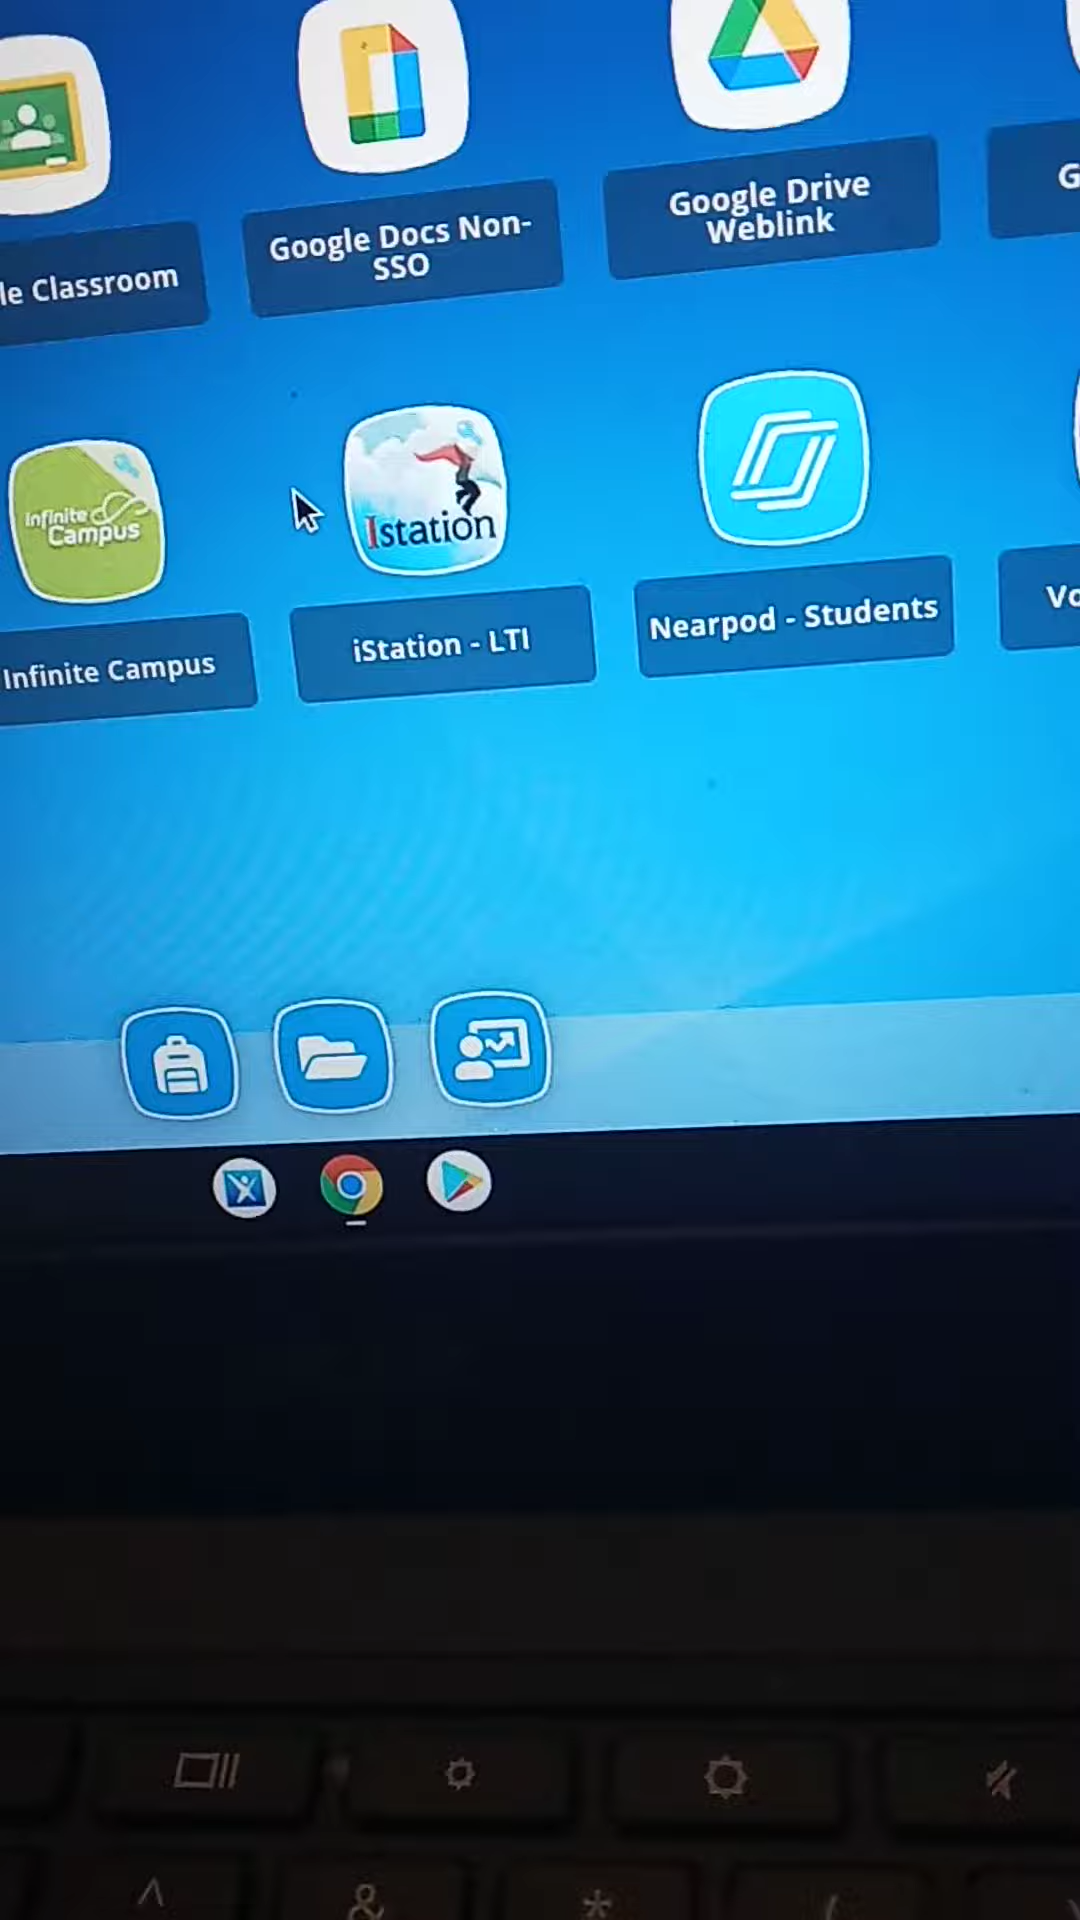 le Classroom
Google Docs Non-
SSO
Google Drive
Weblink
G
Infinite
Campus
Istation
Infinite Campus
iStation - LTI
Nearpod - Students
Vo
^
&
*
(